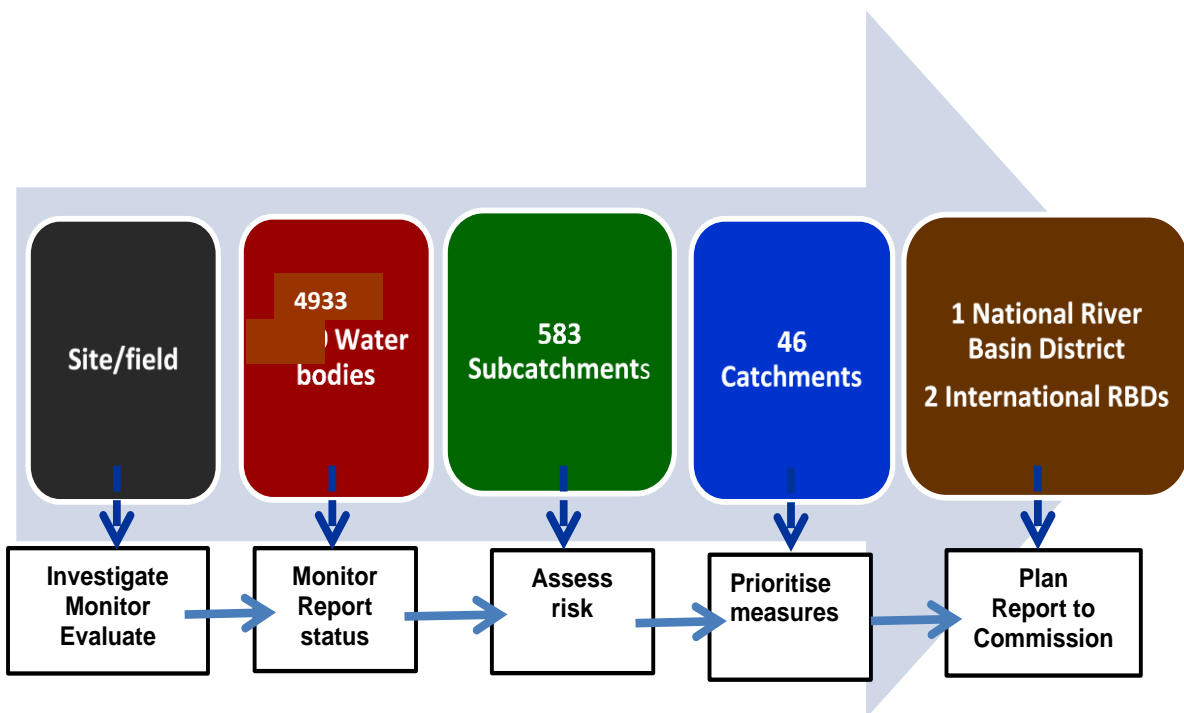 Site/field
4933
Water
bodies
583
Subcatchments
46
Catchments
1 National River
Basin District
2 International RBDs
Investigate
Monitor
Evaluate
Monitor
Report
status
Assess
risk
Prioritise
measures
Plan
Report to
Commission